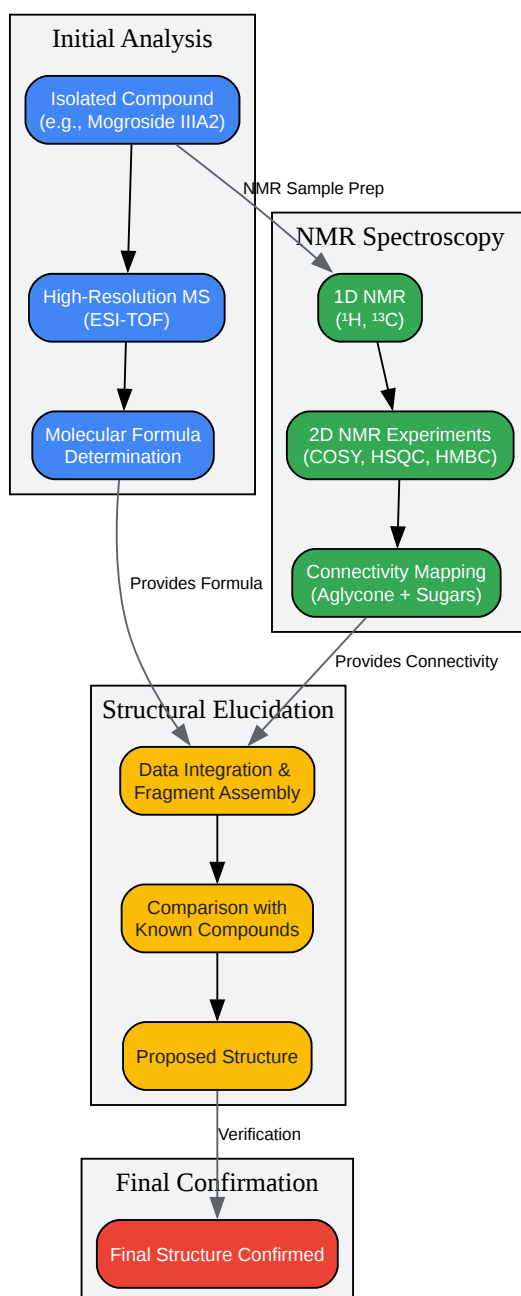 Initial Analysis
Isolated Compound
(e.g., Mogroside IIIA2)
NMR Sample Prep
NMR Spectroscopy
High-Resolution MS
(ESI-TOF)
1D NMR
(¹H, ¹³C)
Molecular Formula
Determination
2D NMR Experiments
(COSY, HSQC, HMBC)
Provides Formula
Connectivity Mapping
(Aglycone + Sugars)
Provides Connectivity
Structural Elucidation
Data Integration &
Fragment Assembly
Comparison with
Known Compounds
Proposed Structure
Verification
Final Confirmation
Final Structure Confirmed